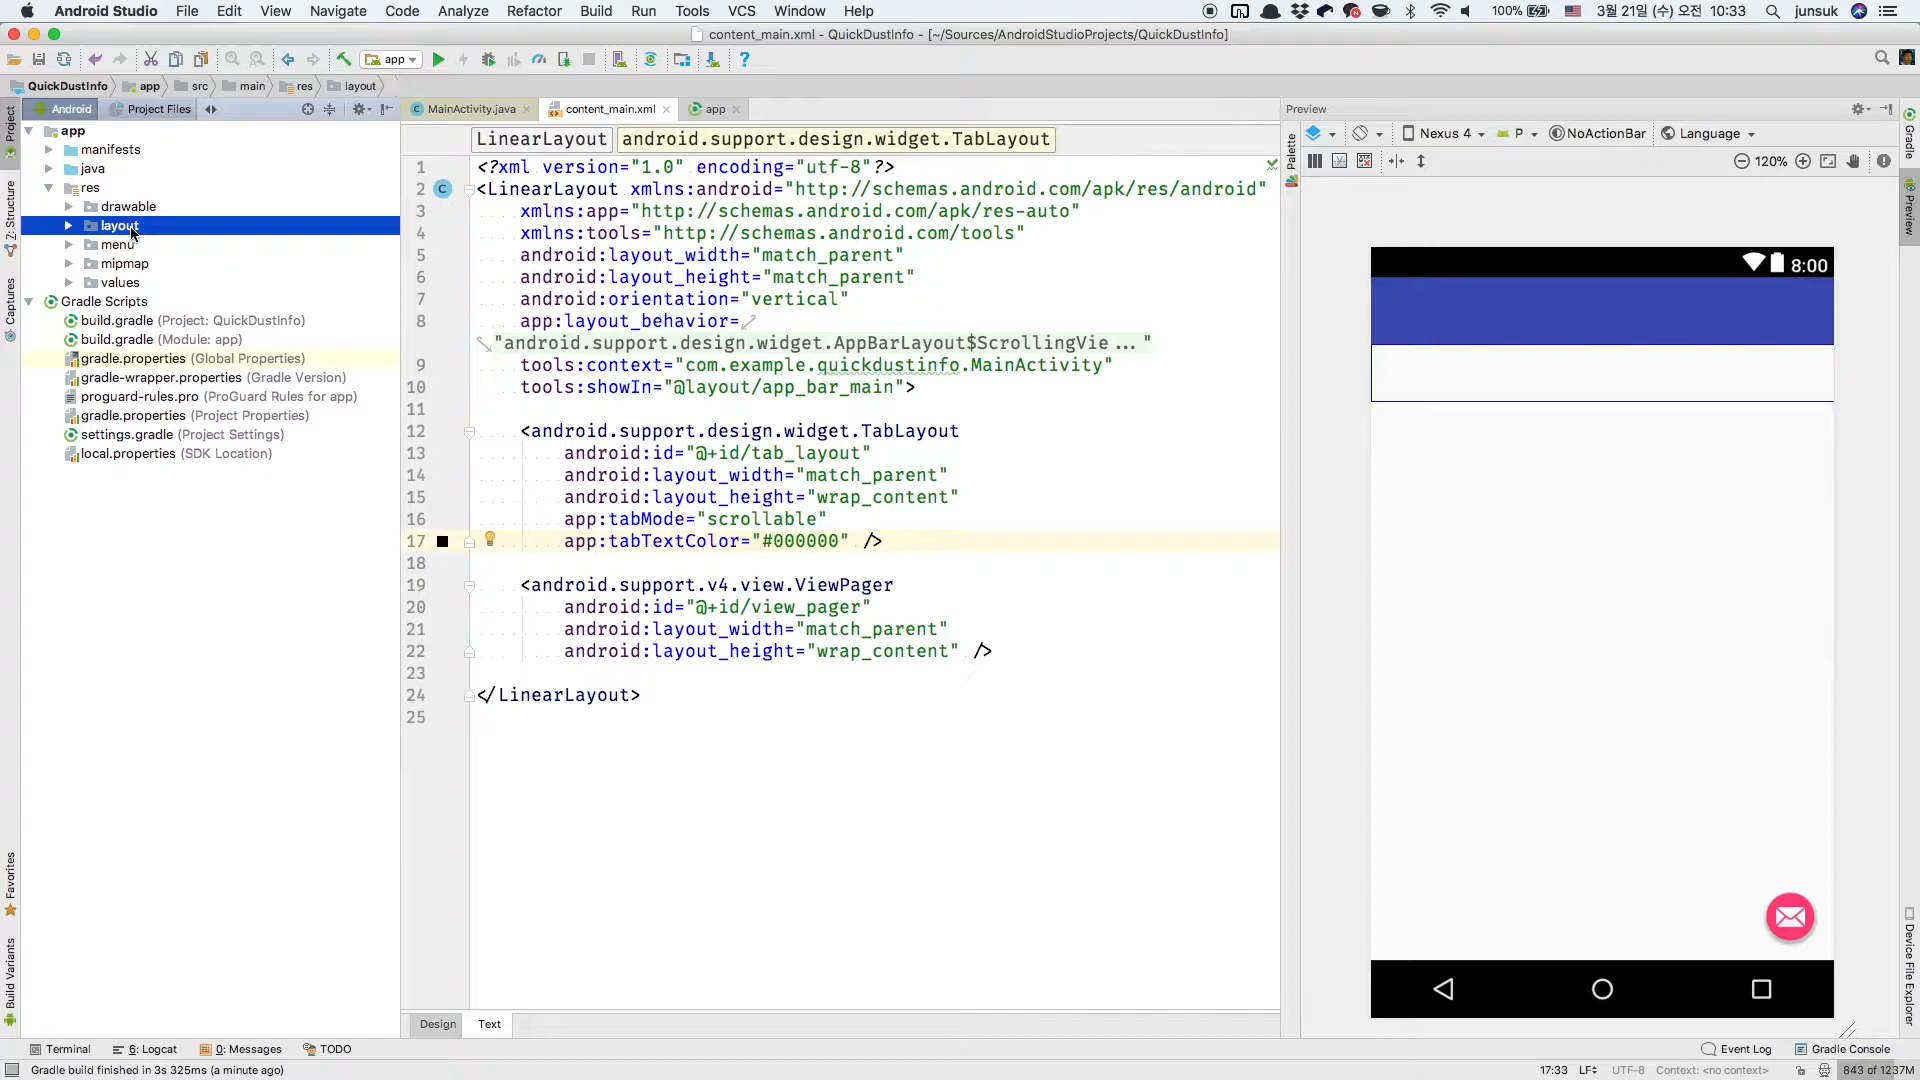 Android Studio File Edit View Navigate Code Analyze Refactor Build Run Tools VCS Window Help 100% 3월 21일 (수) 오전 10:33 junsuk
content_main.xml - QuickDustInfo - [~/Sources/AndroidStudioProjects/QuickDustInfo]
app
QuickDustInfo app src main res layout
Android Project Files
MainActivity.java content_main.xml app
Preview
LinearLayout android.support.design.widget.TabLayout
Nexus 4 P NoActionBar Language
120%
Project
Z: Structure
Captures
Favorites
Build Variants
app
manifests
java
res
drawable
layout
menu
mipmap
values
Gradle Scripts
build.gradle (Project: QuickDustInfo)
build.gradle (Module: app)
gradle.properties (Global Properties)
gradle-wrapper.properties (Gradle Version)
proguard-rules.pro (ProGuard Rules for app)
gradle.properties (Project Properties)
settings.gradle (Project Settings)
local.properties (SDK Location)
1 <?xml version="1.0" encoding="utf-8"?>
2 C <LinearLayout xmlns:android="http://schemas.android.com/apk/res/android"
3 xmlns:app="http://schemas.android.com/apk/res-auto"
4 xmlns:tools="http://schemas.android.com/tools"
5 android:layout_width="match_parent"
6 android:layout_height="match_parent"
7 android:orientation="vertical"
8 app:layout_behavior=
"android.support.design.widget.AppBarLayout$ScrollingVie..."
9 tools:context="com.example.quickdustinfo.MainActivity"
10 tools:showIn="@layout/app_bar_main">
11
12 <android.support.design.widget.TabLayout
13 android:id="@+id/tab_layout"
14 android:layout_width="match_parent"
15 android:layout_height="wrap_content"
16 app:tabMode="scrollable"
17 app:tabTextColor="#000000" />
18
19 <android.support.v4.view.ViewPager
20 android:id="@+id/view_pager"
21 android:layout_width="match_parent"
22 android:layout_height="wrap_content" />
23
24 </LinearLayout>
25
Design Text
Palette
8:00
Gradle
Preview
Device File Explorer
Terminal 6: Logcat 0: Messages TODO Event Log Gradle Console
Gradle build finished in 3s 325ms (a minute ago) 17:33 LF÷ UTF-8 Context: <no context> 843 of 1237M